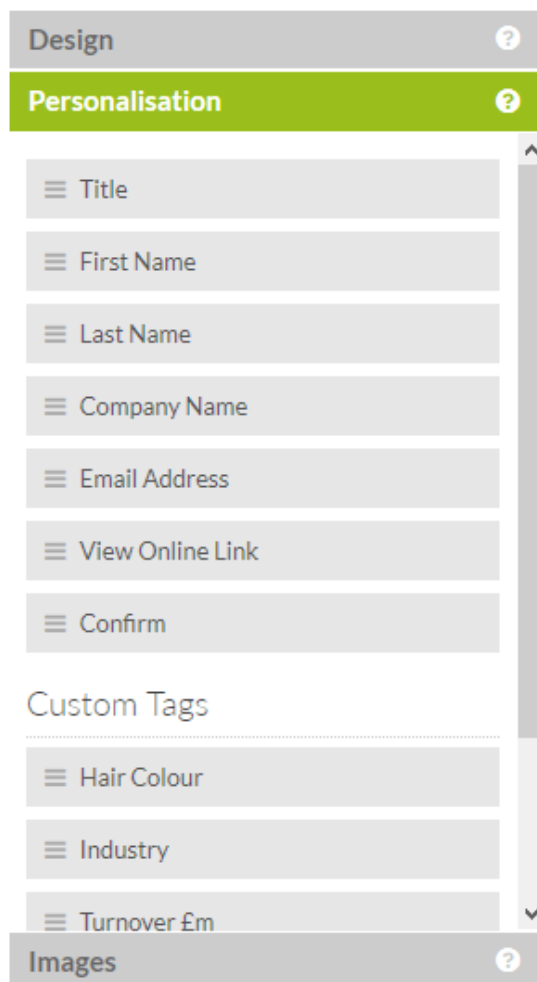 Design
Personalisation
Title
First Name
Last Name
Company Name
Email Address
View Online Link
Confirm
Custom Tags
Hair Colour
Industry
Turnover £m
Images